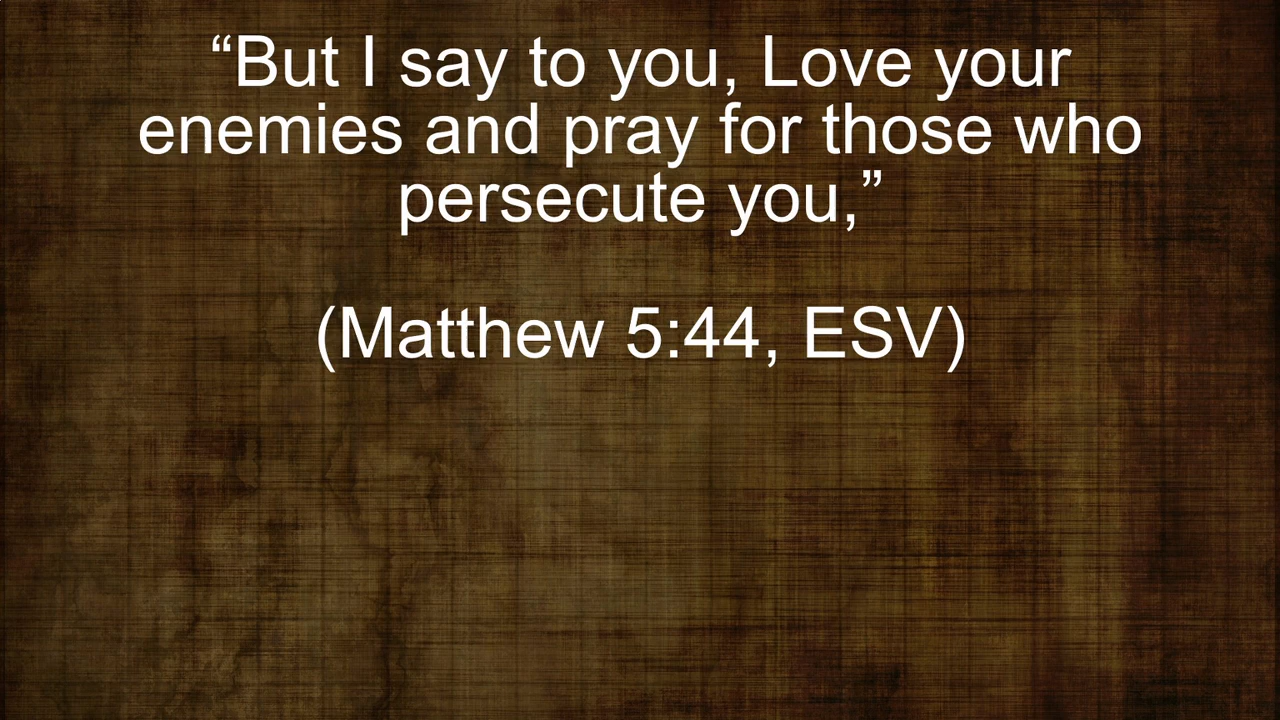 “But I say to you, Love your
enemies and pray for those who
persecute you,”
(Matthew 5:44, ESV)